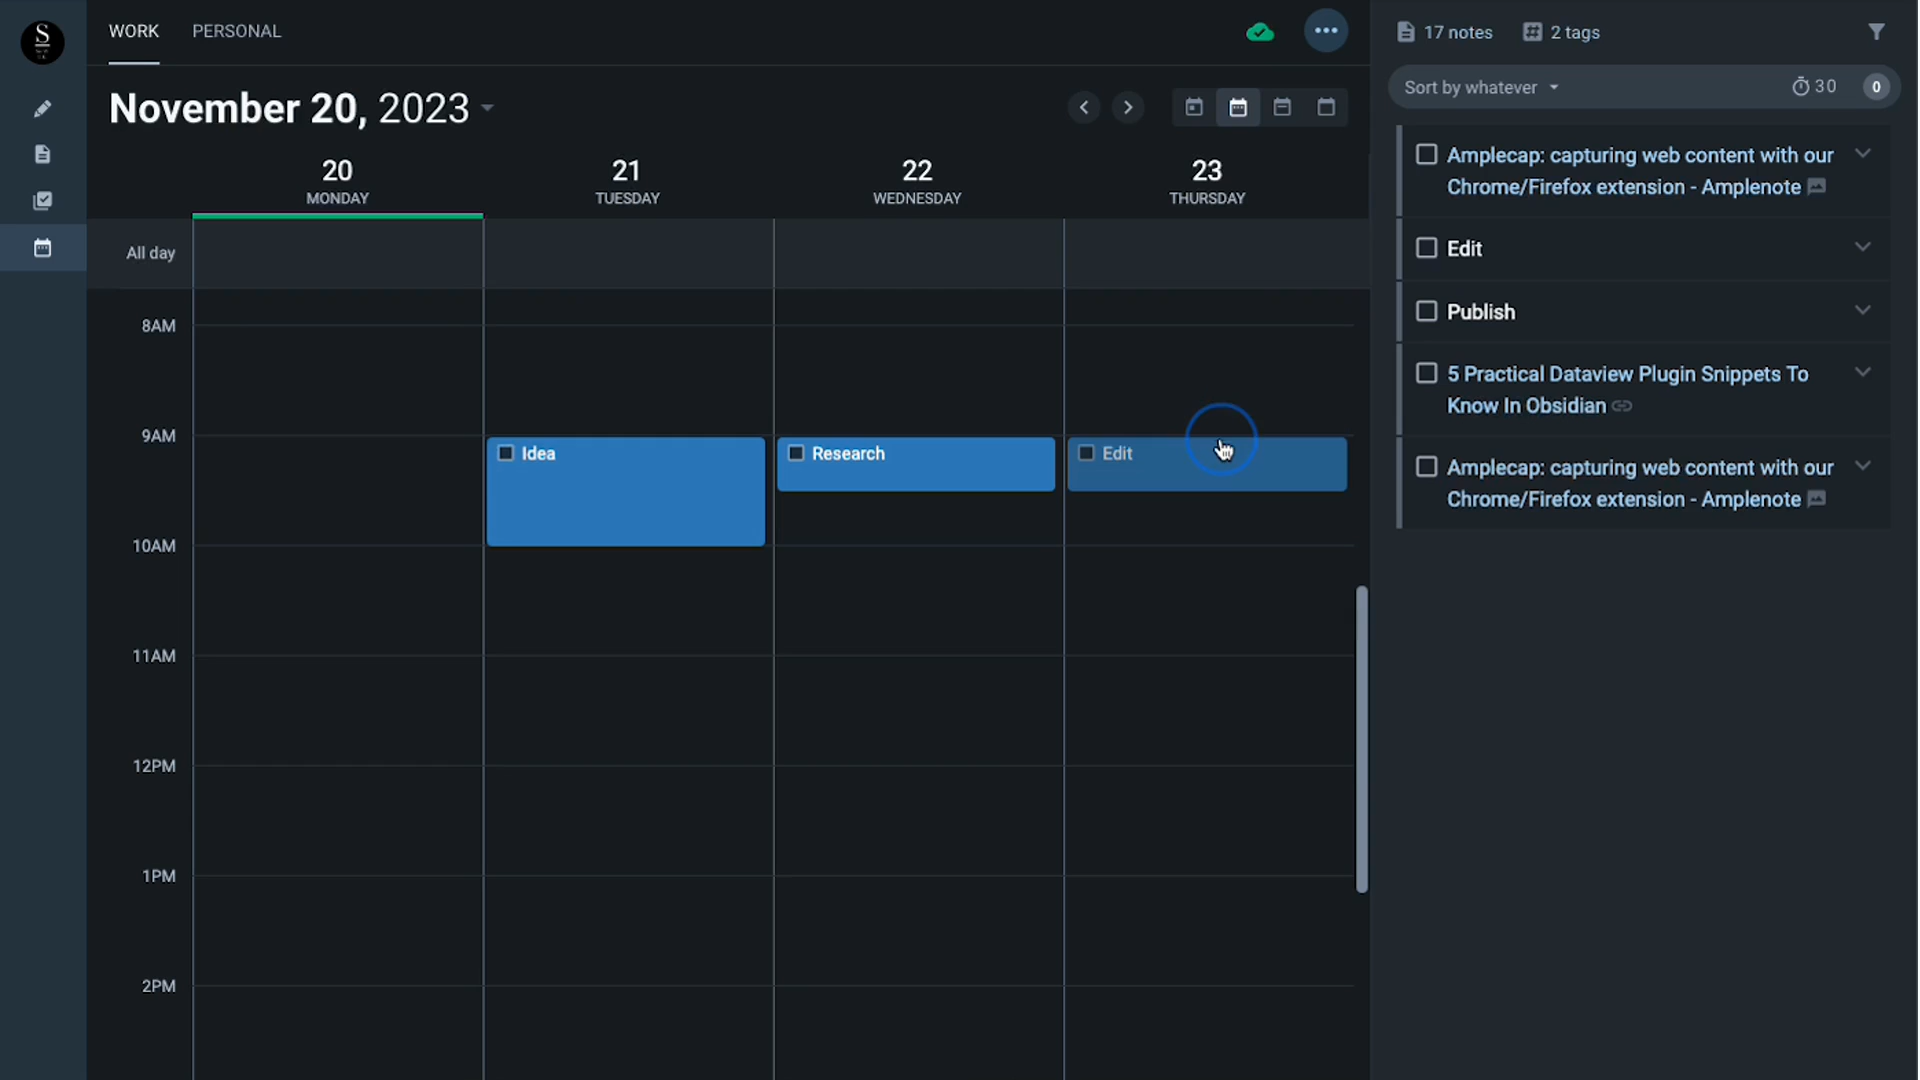 S
WORK PERSONAL
November 20, 2023
20 21 22 23
MONDAY TUESDAY WEDNESDAY THURSDAY
All day
8AM
9AM
Idea Research Edit
10AM
11AM
12PM
1PM
2PM
17 notes 2 tags
Sort by whatever 30 0
Amplecap: capturing web content with our
Chrome/Firefox extension - Amplenote
Edit
Publish
5 Practical Dataview Plugin Snippets To
Know In Obsidian
Amplecap: capturing web content with our
Chrome/Firefox extension - Amplenote